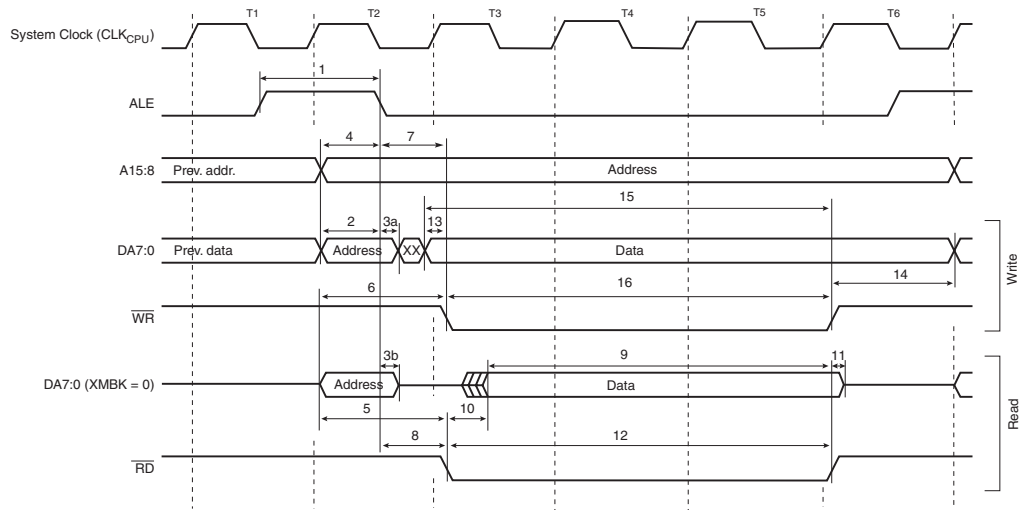 T1 T2 T3 T4 T5 T6
System Clock (CLKCPU)
1
ALE
4 7
A15:8 Prev. addr. Address
15
2 3a 13
DA7:0 Prev. data Address XX Data
14
6 16
WR
Write
3b 9 11
DA7:0 (XMBK = 0) Address Data
5 10
8 12
RD
Read